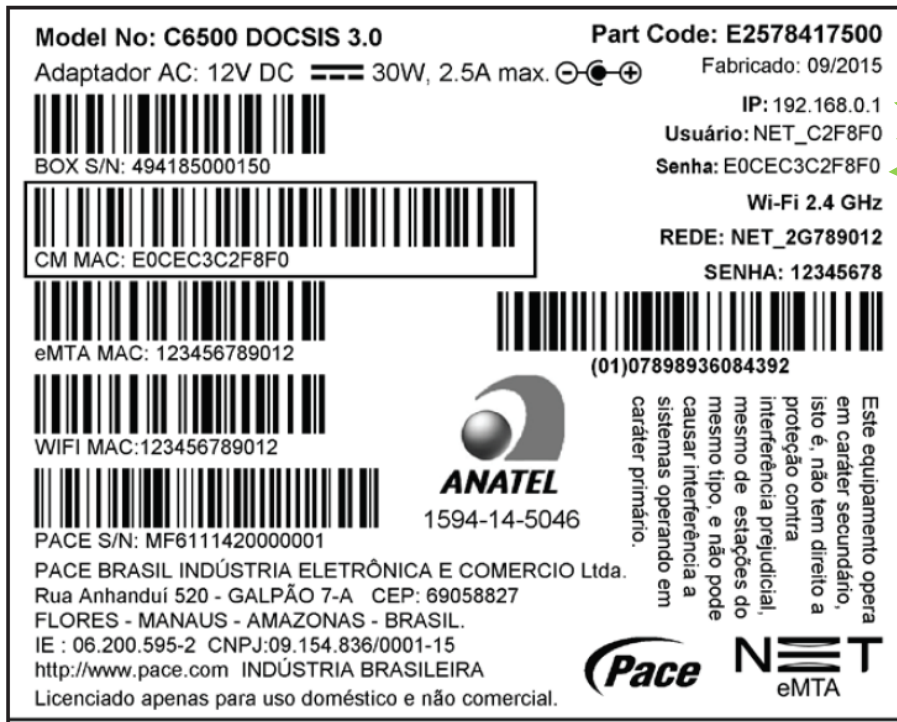 Model No: C6500 DOCSIS 3.0
Part Code: E2578417500
Adaptador AC: 12V DC 30W, 2.5A max.
Fabricado: 09/2015
IP: 192.168.0.1
Usuário: NET_C2F8F0
Senha: E0CEC3C2F8F0
Wi-Fi 2.4 GHz
REDE: NET_2G789012
SENHA: 12345678
BOX S/N: 494185000150
CM MAC: E0CEC3C2F8F0
eMTA MAC: 123456789012
(01)07898936084392
WIFI MAC:123456789012
ANATEL
1594-14-5046
PACE S/N: MF6111420000001
Este equipamento opera
em caráter secundário,
isto é, não tem direito a
proteção contra
interferência prejudicial,
mesmo de estações do
mesmo tipo, e não pode
causar interferência a
sistemas operando em
caráter primário.
PACE BRASIL INDÚSTRIA ELETRÔNICA E COMERCIO Ltda.
Rua Anhanduí 520 - GALPÃO 7-A CEP: 69058827
FLORES - MANAUS - AMAZONAS - BRASIL.
IE : 06.200.595-2 CNPJ:09.154.836/0001-15
http://www.pace.com INDÚSTRIA BRASILEIRA
Licenciado apenas para uso doméstico e não comercial.
Pace
NET
eMTA